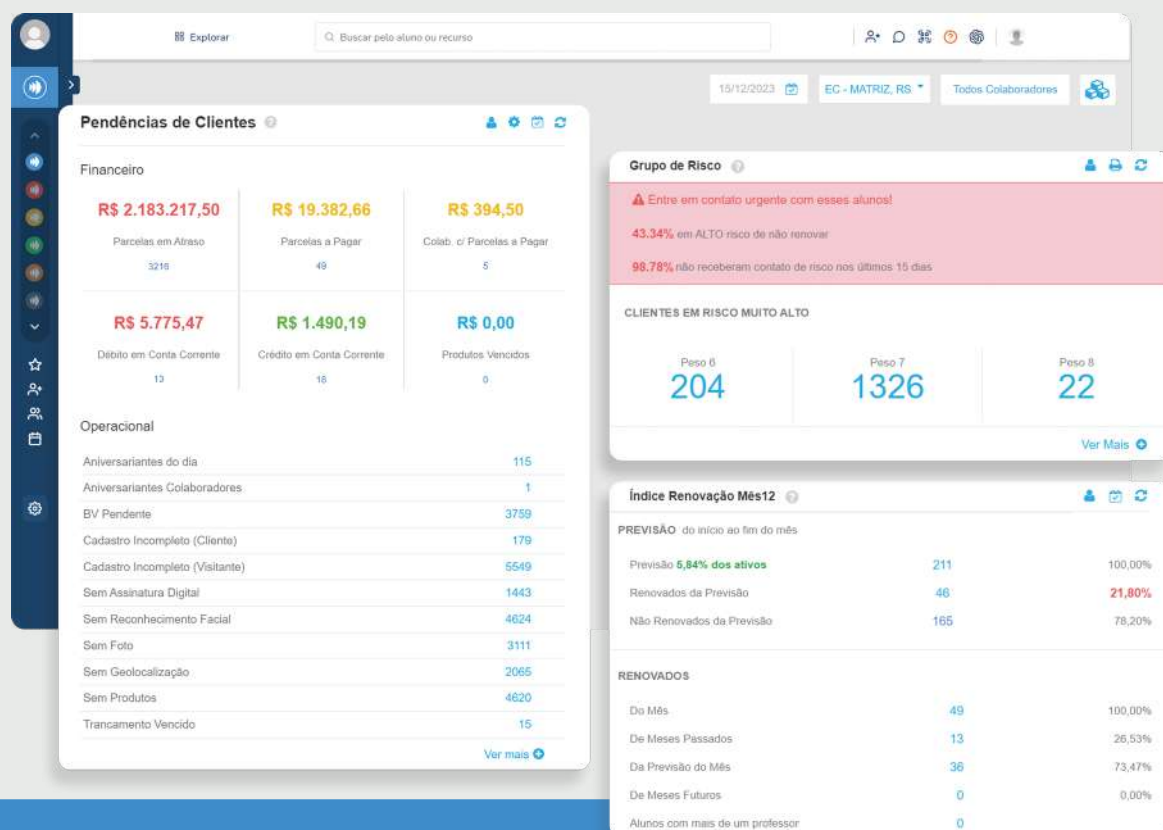 Explorar
Buscar pelo aluno ou recurso
15/12/2023
EC - MATRIZ, RS
Todos Colaboradores
Pendências de Clientes
Financeiro
R$ 2.183.217,50 R$ 19.382,66 R$ 394,50
Parcelas em Atraso Parcelas a Pagar Colab. c/ Parcelas a Pagar
3216 49 5
R$ 5.775,47 R$ 1.490,19 R$ 0,00
Débito em Conta Corrente Crédito em Conta Corrente Produtos Vencidos
13 18 0
Operacional
Aniversariantes do dia 115
Aniversariantes Colaboradores 1
BV Pendente 3759
Cadastro Incompleto (Cliente) 179
Cadastro Incompleto (Visitante) 5549
Sem Assinatura Digital 1443
Sem Reconhecimento Facial 4624
Sem Foto 3111
Sem Geolocalização 2065
Sem Produtos 4620
Trancamento Vencido 15
Ver mais
Grupo de Risco
Entre em contato urgente com esses alunos!
43.34% em ALTO risco de não renovar
98.78% não receberam contato de risco nos últimos 15 dias
CLIENTES EM RISCO MUITO ALTO
Peso 6 Peso 7 Peso 8
204 1326 22
Ver Mais
Índice Renovação Mês12
PREVISÃO do início ao fim do mês
Previsão 5,84% dos ativos 211 100,00%
Renovados da Previsão 46 21,80%
Não Renovados da Previsão 165 78,20%
RENOVADOS
Do Mês 49 100,00%
De Meses Passados 13 26,53%
Da Previsão do Mês 36 73,47%
De Meses Futuros 0 0,00%
Alunos com mais de um professor 0